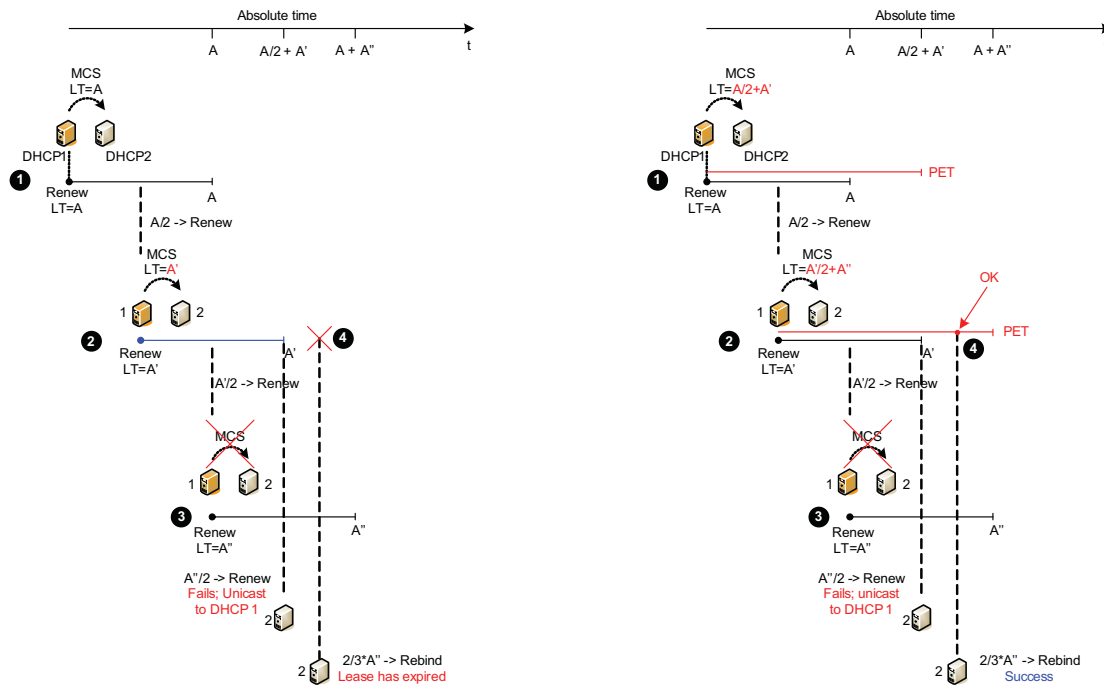 Absolute time
A
A/2 + A'
A + A''
t
MCS
LT=A
DHCP1
DHCP2
1
Renew
LT=A
A
A/2 -> Renew
MCS
LT=A'
1
2
2
Renew
LT=A'
A'
4
A'/2 -> Renew
MCS
1
2
3
Renew
LT=A''
A''
A''/2 -> Renew
Fails; Unicast
to DHCP 1
2
2
2/3*A'' -> Rebind
Lease has expired
Absolute time
A
A/2 + A'
A + A''
MCS
LT=A/2+A'
DHCP1
DHCP2
PET
1
Renew
LT=A
A
A/2 -> Renew
MCS
LT=A'/2+A''
OK
1
2
PET
2
Renew
LT=A'
A'
4
A'/2 -> Renew
MCS
1
2
3
Renew
LT=A''
A''
A''/2 -> Renew
Fails; unicast
to DHCP 1
2
2
2/3*A'' -> Rebind
Success